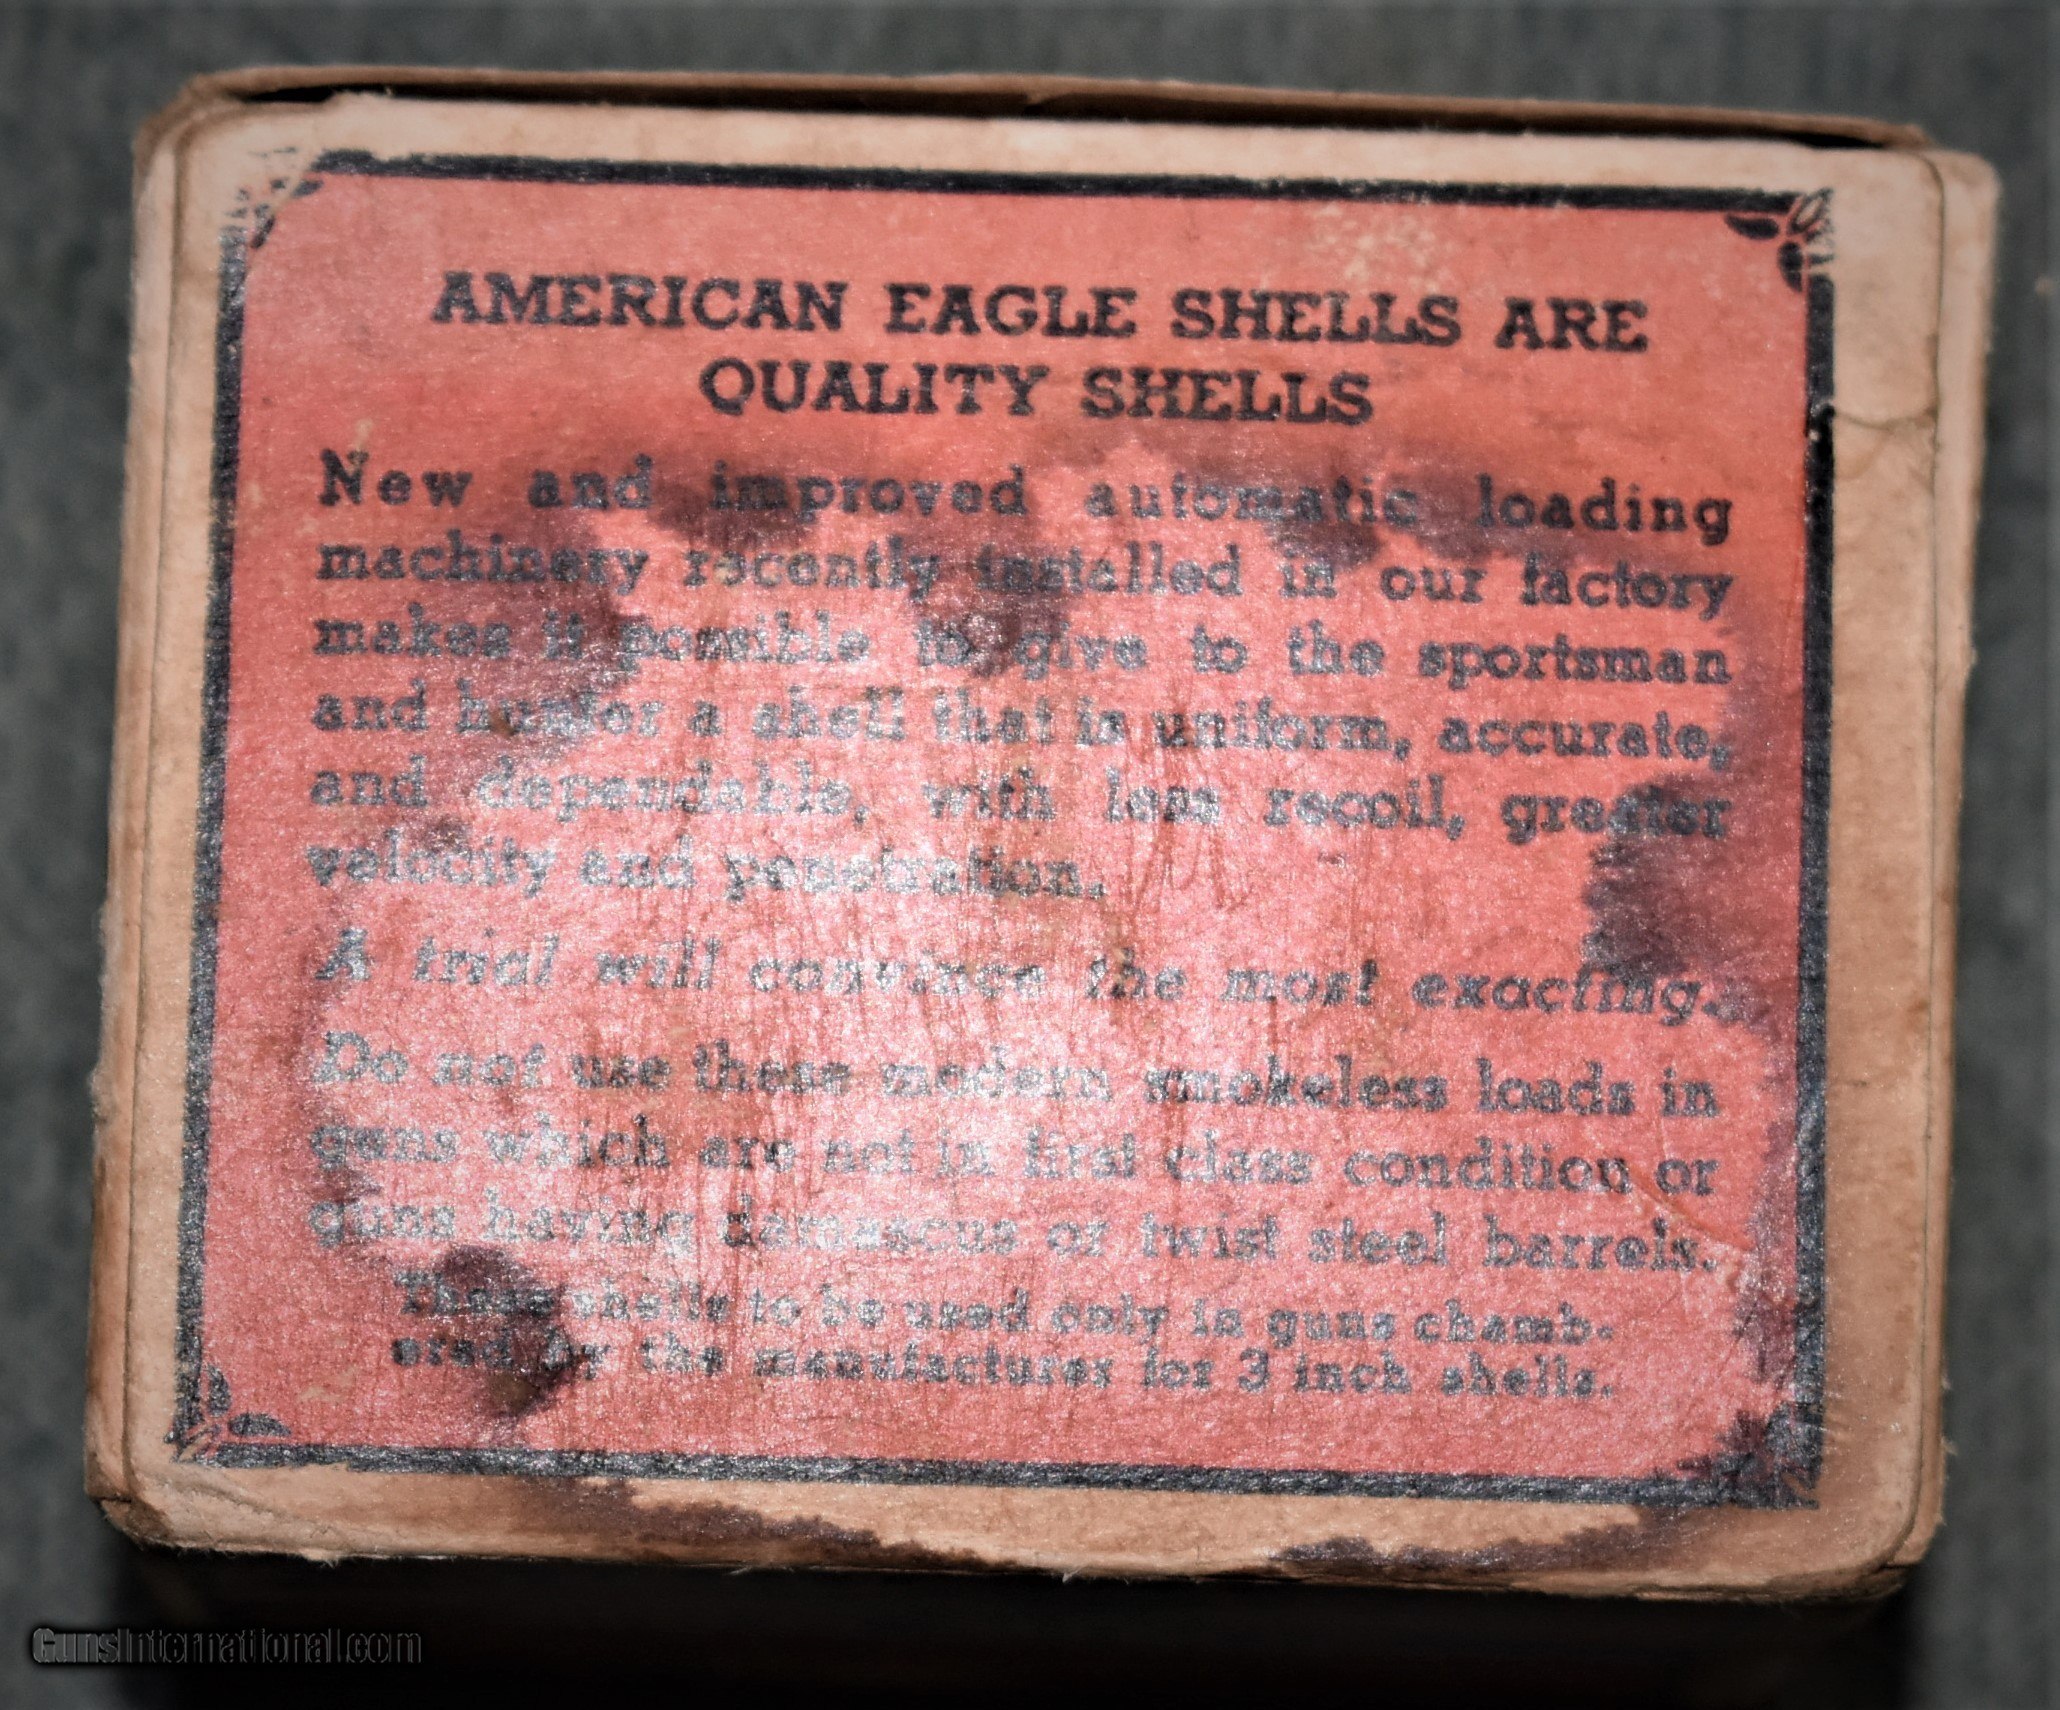 AMERICAN EAGLE SHELLS ARE
QUALITY SHELLS
New and improved automatic loading
machinery recently installed in our factory
makes it possible to give to the sportsman
and hunter a shell that is uniform, accurate,
and dependable, with less recoil, greater
velocity and penetration.
A trial will convince the most exacting.
Do not use these modern smokeless loads in
guns which are not in first class condition or
guns having damascus or twist steel barrels.
These shells to be used only in guns chamb-
ered by the manufacturer for 3 inch shells.
GunsInternational.com